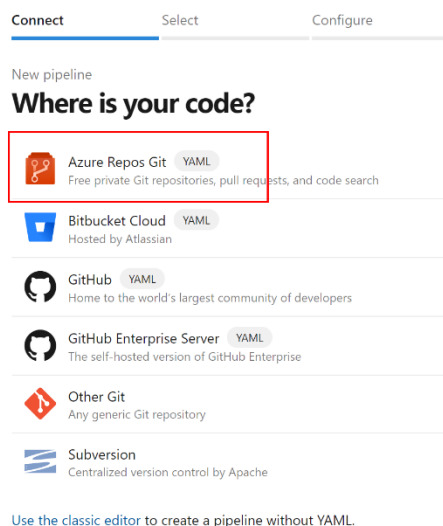 Connect Select Configure
New pipeline
Where is your code?
Azure Repos Git YAML
Free private Git repositories, pull requests, and code search
Bitbucket Cloud YAML
Hosted by Atlassian
GitHub YAML
Home to the world's largest community of developers
GitHub Enterprise Server YAML
The self-hosted version of GitHub Enterprise
Other Git
Any generic Git repository
Subversion
Centralized version control by Apache
Use the classic editor to create a pipeline without YAML.